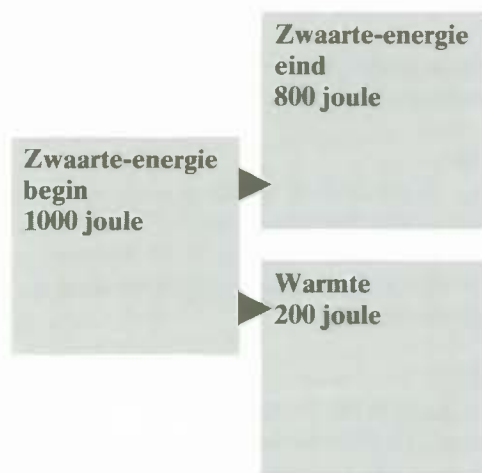 Zwaarte-energie
eind
800 joule
Zwaarte-energie
begin
1000 joule
Warmte
200 joule